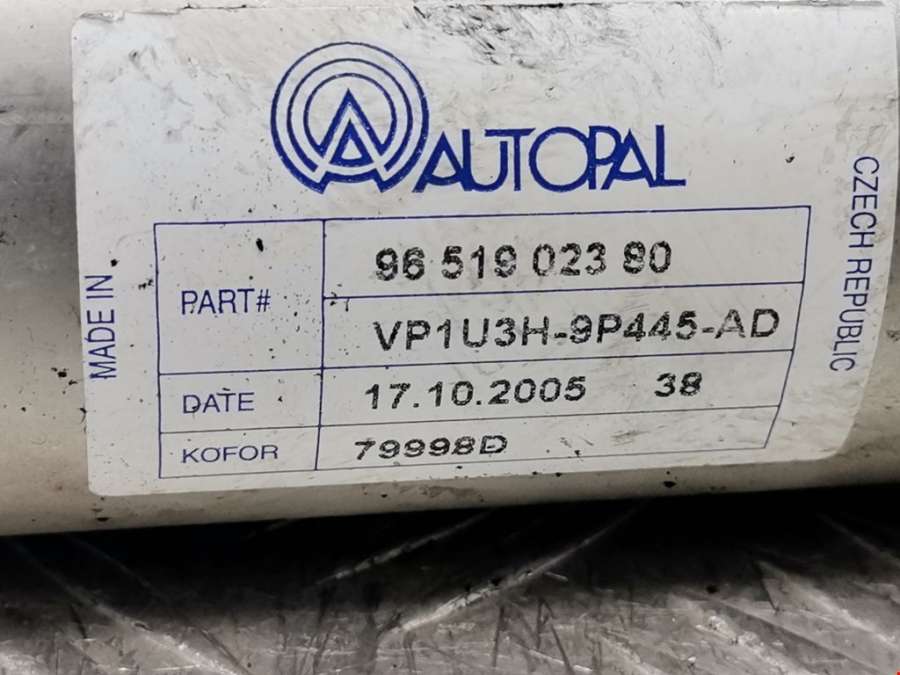 AUTOPAL
MADE IN
CZECH REPUBLIC
PART#
96 519 023 80
VP1U3H-9P445-AD
DATE
17.10.2005 38
KOFOR
79998D